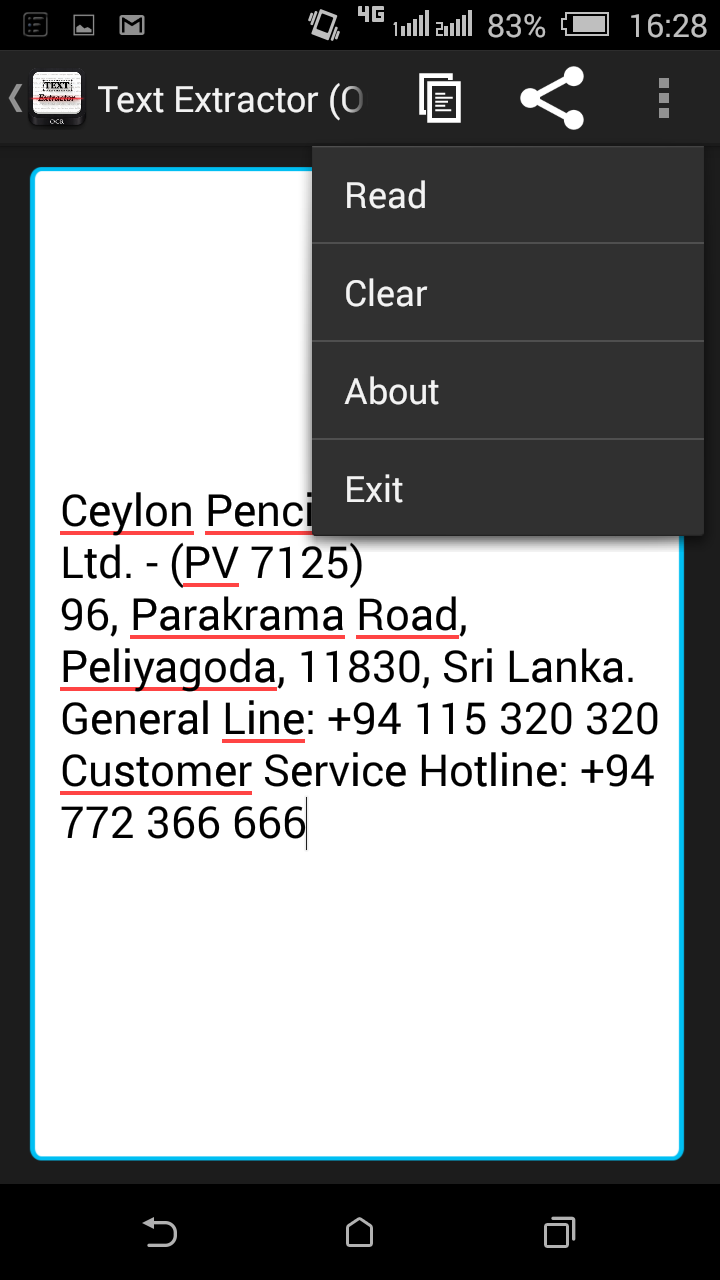 4G 1 2 83% 16:28
TEXT
Extractor
OCR
Text Extractor (O
Read
Clear
About
Exit
Ceylon Penci
Ltd. - (PV 7125)
96, Parakrama Road,
Peliyagoda, 11830, Sri Lanka.
General Line: +94 115 320 320
Customer Service Hotline: +94
772 366 666